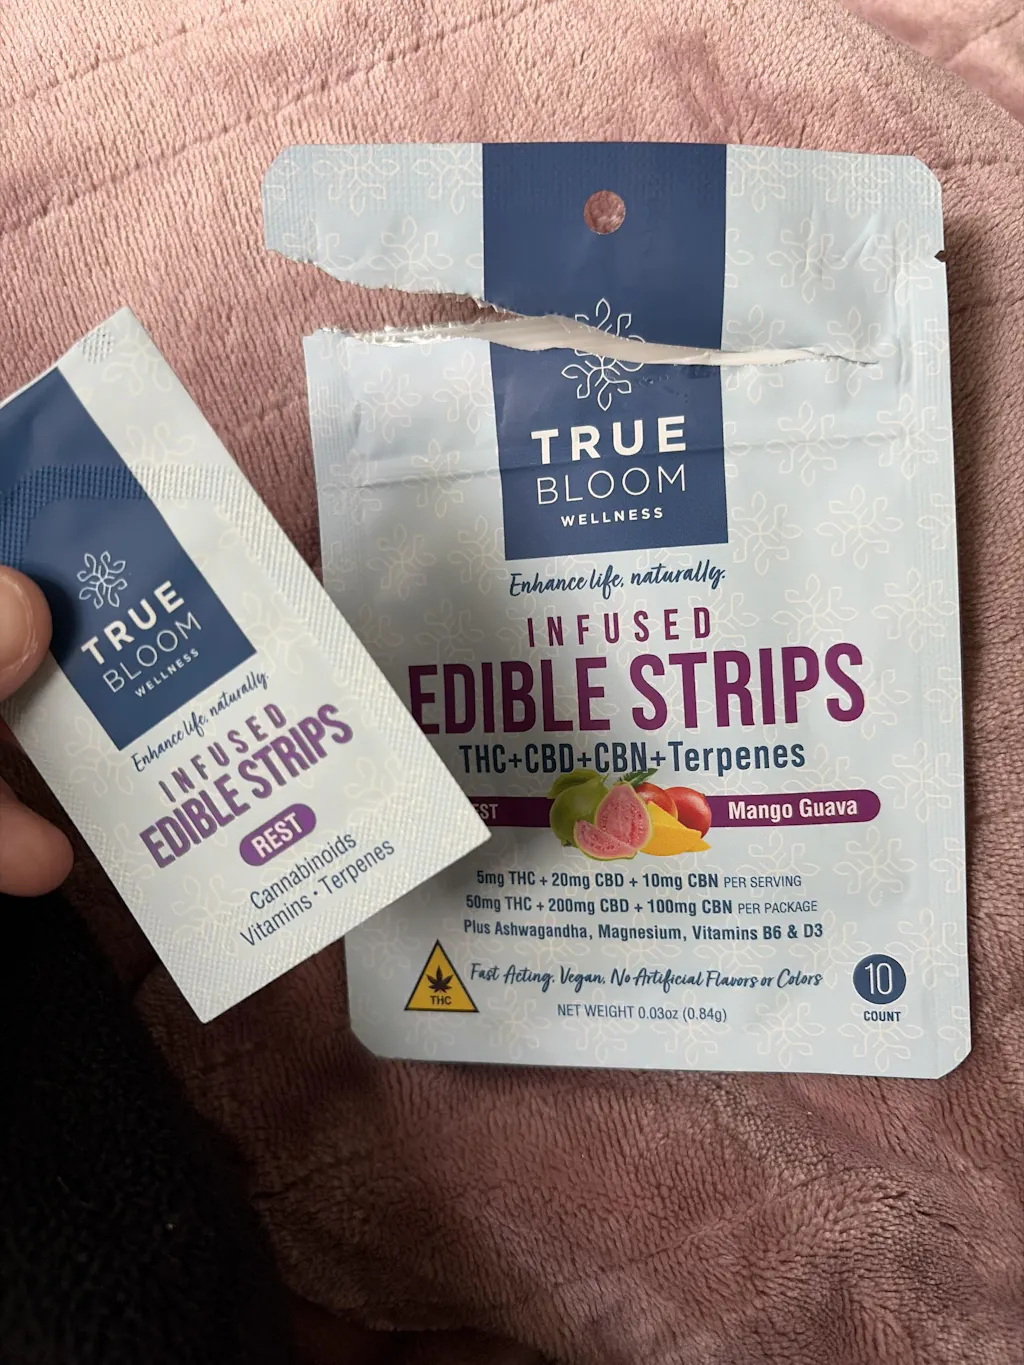 TRUE
BLOOM
WELLNESS
Enhance life, naturally.
INFUSED
EDIBLE STRIPS
REST
Cannabinoids
Vitamins • Terpenes
TRUE
BLOOM
WELLNESS
Enhance life, naturally.
INFUSED
EDIBLE STRIPS
THC+CBD+CBN+Terpenes
EST Mango Guava
5mg THC + 20mg CBD + 10mg CBN PER SERVING
50mg THC + 200mg CBD + 100mg CBN PER PACKAGE
Plus Ashwagandha, Magnesium, Vitamins B6 & D3
THC
Fast Acting. Vegan. No Artificial Flavors or Colors
NET WEIGHT 0.03oz (0.84g)
10
COUNT